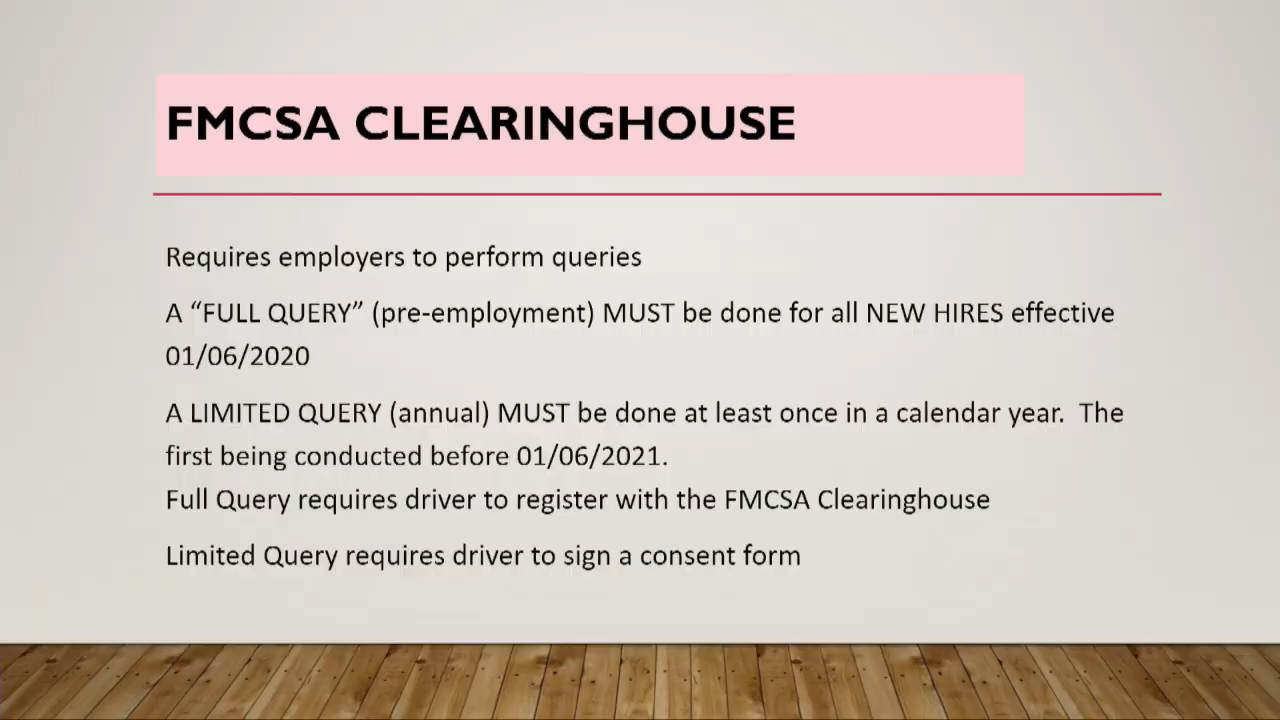 FMCSA CLEARINGHOUSE
Requires employers to perform queries
A “FULL QUERY” (pre-employment) MUST be done for all NEW HIRES effective
01/06/2020
A LIMITED QUERY (annual) MUST be done at least once in a calendar year.  The
first being conducted before 01/06/2021.
Full Query requires driver to register with the FMCSA Clearinghouse
Limited Query requires driver to sign a consent form